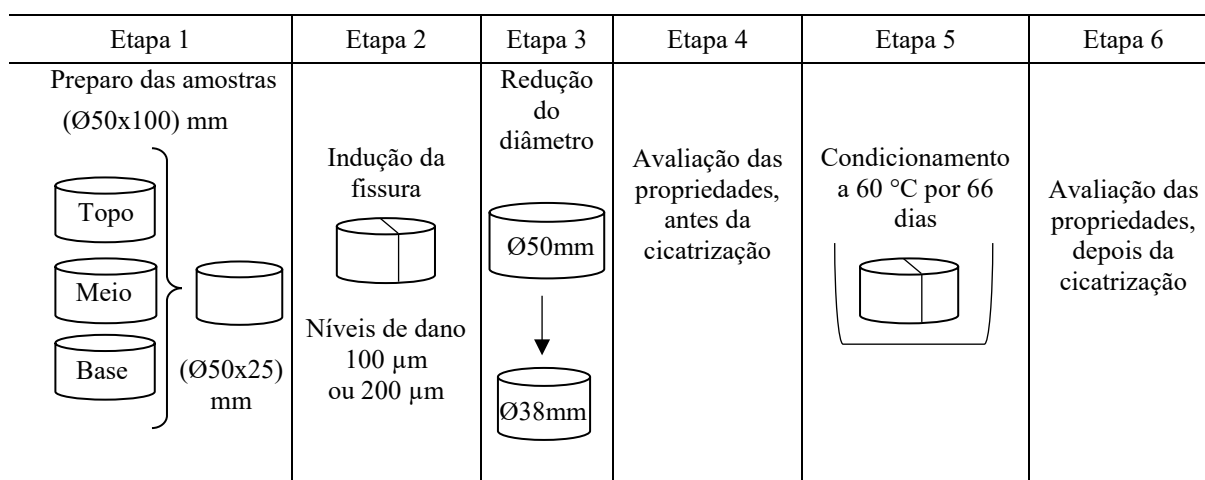 Etapa 1
Etapa 2
Etapa 3
Etapa 4
Etapa 5
Etapa 6
Preparo das amostras
(Ø50x100) mm
Topo
Meio
Base
(Ø50x25)
mm
Indução da
fissura
Níveis de dano
100 µm
ou 200 µm
Redução
do
diâmetro
Ø50mm
Ø38mm
Avaliação das
propriedades,
antes da
cicatrização
Condicionamento
a 60 °C por 66
dias
Avaliação das
propriedades,
depois da
cicatrização